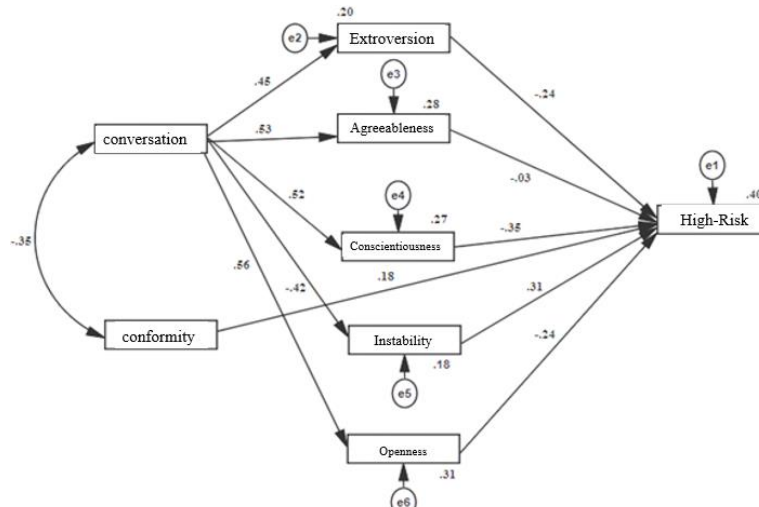 .20
e2
Extroversion
e3
.45
-.24
.28
.53
Agreeableness
conversation
-.03
e1
e4
.52
.40
.27
High-Risk
Conscientiousness
-.35
-.35
.56
.18
-.42
.31
conformity
Instability
-.24
.18
e5
Openness
.31
e6